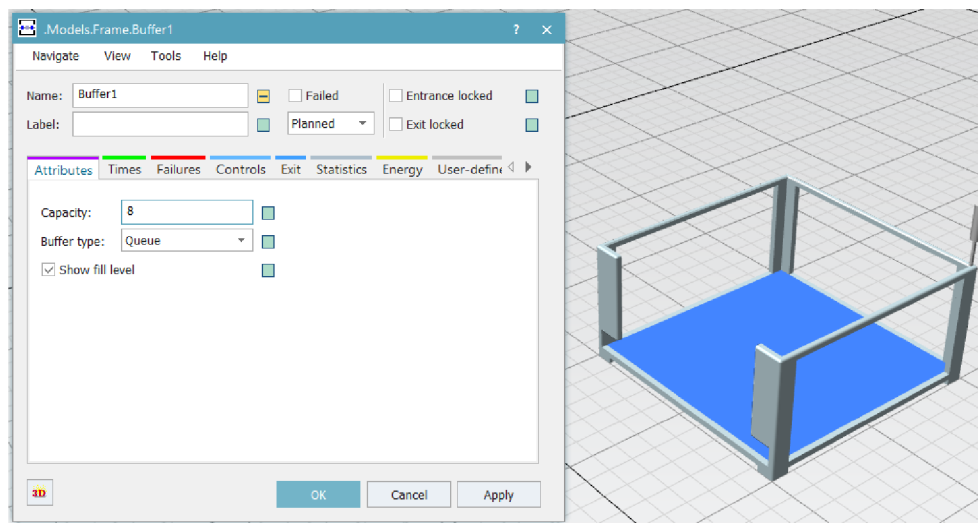 .Models.Frame.Buffer1 ? ×
Navigate View Tools Help
Name: Buffer1 Failed Entrance locked
Label: Planned Exit locked
Attributes Times Failures Controls Exit Statistics Energy User-define
Capacity: 8
Buffer type: Queue
Show fill level
3D OK Cancel Apply